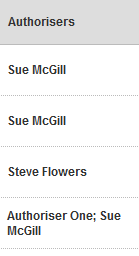 Authorisers
Sue McGill
Sue McGill
Steve Flowers
Authoriser One; Sue
McGill